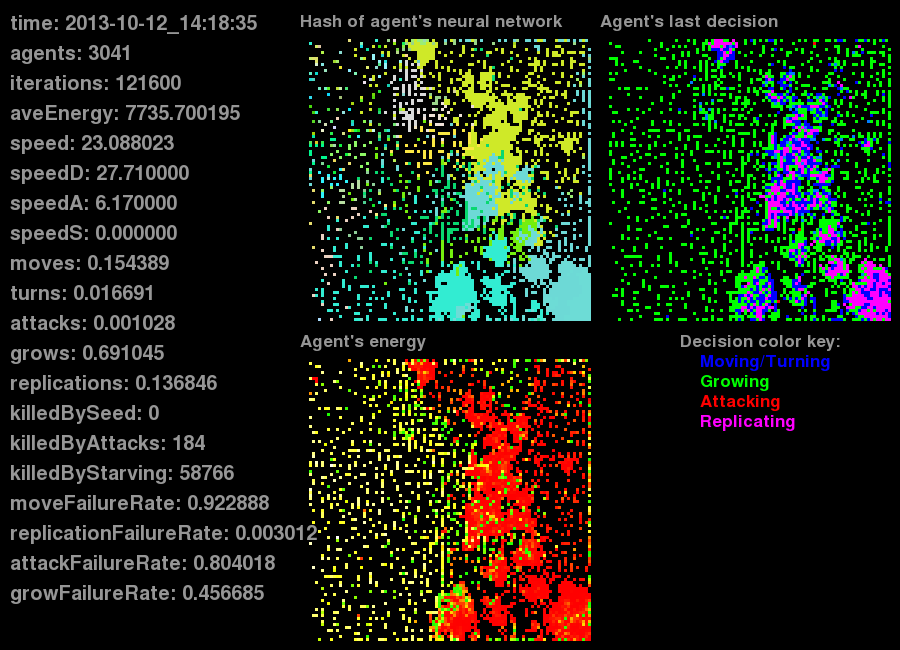 time: 2013-10-12_14:18:35
agents: 3041
iterations: 121600
aveEnergy: 7735.700195
speed: 23.088023
speedD: 27.710000
speedA: 6.170000
speedS: 0.000000
moves: 0.154389
turns: 0.016691
attacks: 0.001028
grows: 0.691045
replications: 0.136846
killedBySeed: 0
killedByAttacks: 184
killedByStarving: 58766
moveFailureRate: 0.922888
replicationFailureRate: 0.003012
attackFailureRate: 0.804018
growFailureRate: 0.456685
Hash of agent's neural network
Agent's last decision
Agent's energy
Decision color key:
Moving/Turning
Growing
Attacking
Replicating